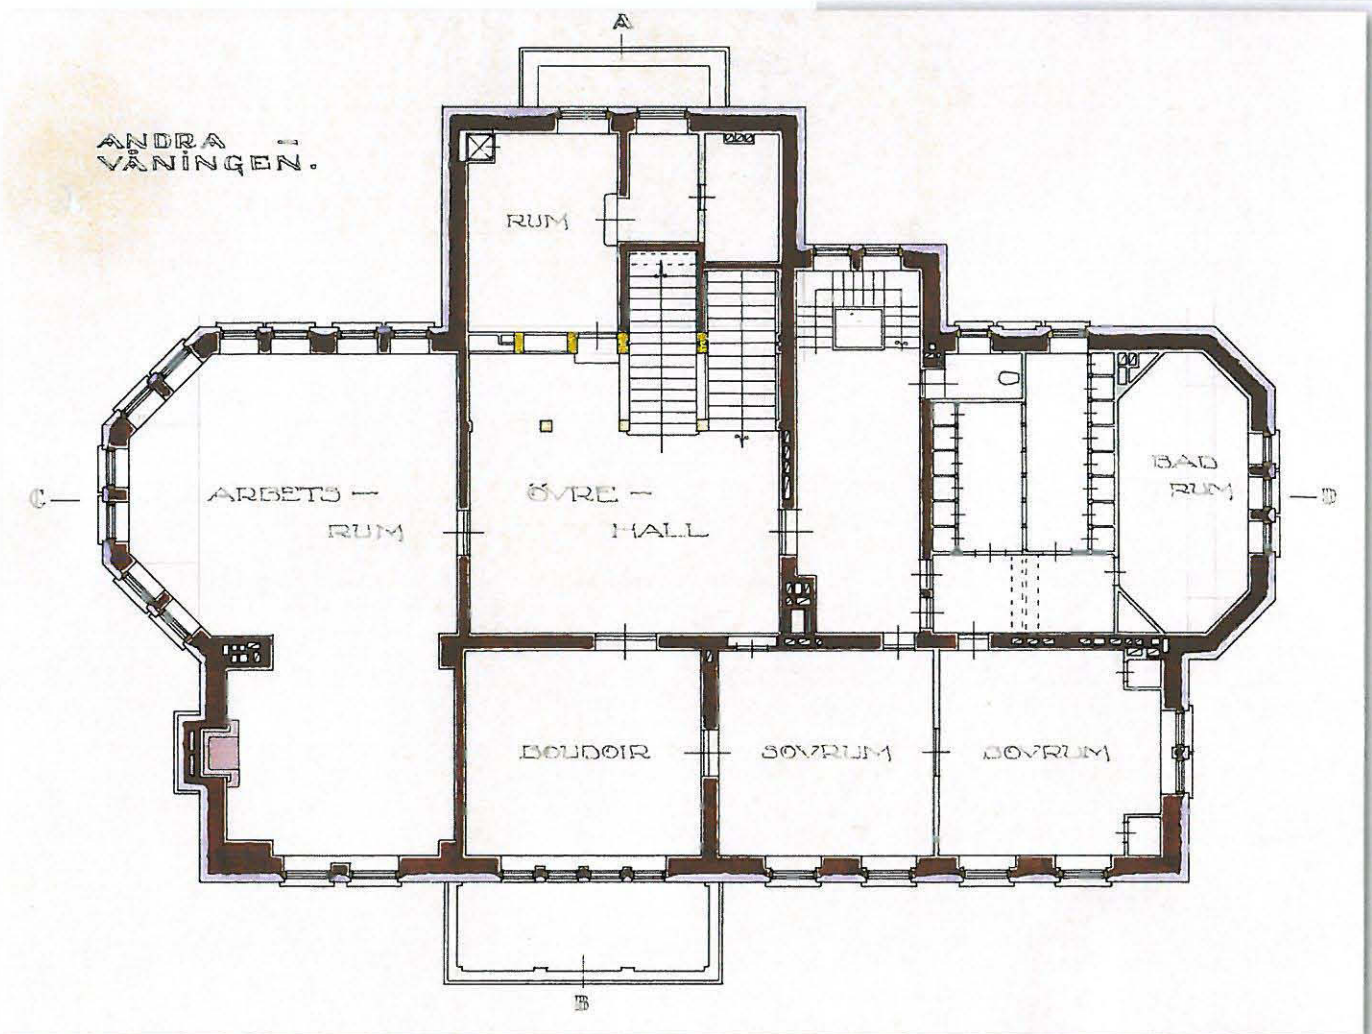 A
ANDRA –
VÅNINGEN.
RUM
C
ARBETS –
RUM
ÖVRE –
HALL
BAD
RUM
D
BOUDOIR
SOVRUM
SOVRUM
B